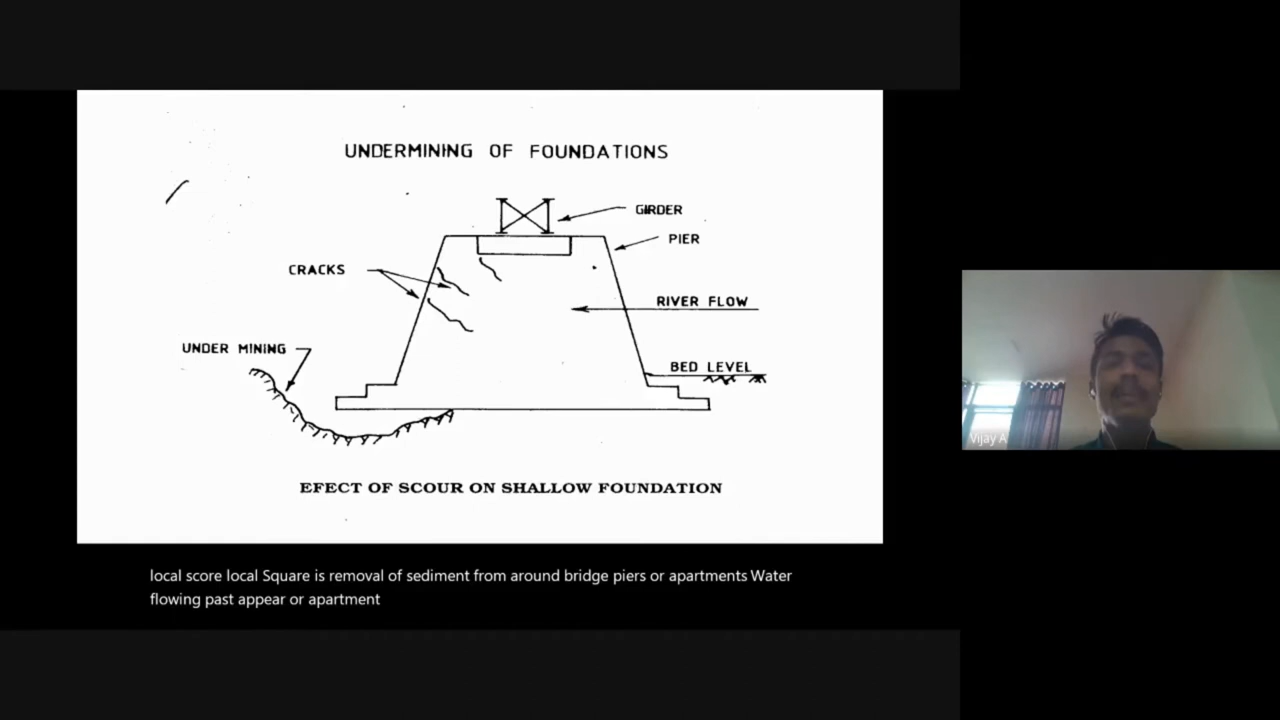 UNDERMINING OF FOUNDATIONS
GIRDER
PIER
CRACKS
RIVER FLOW
UNDER MINING
BED LEVEL
EFECT OF SCOUR ON SHALLOW FOUNDATION
Vijay A
local score local Square is removal of sediment from around bridge piers or apartments Water
flowing past appear or apartment